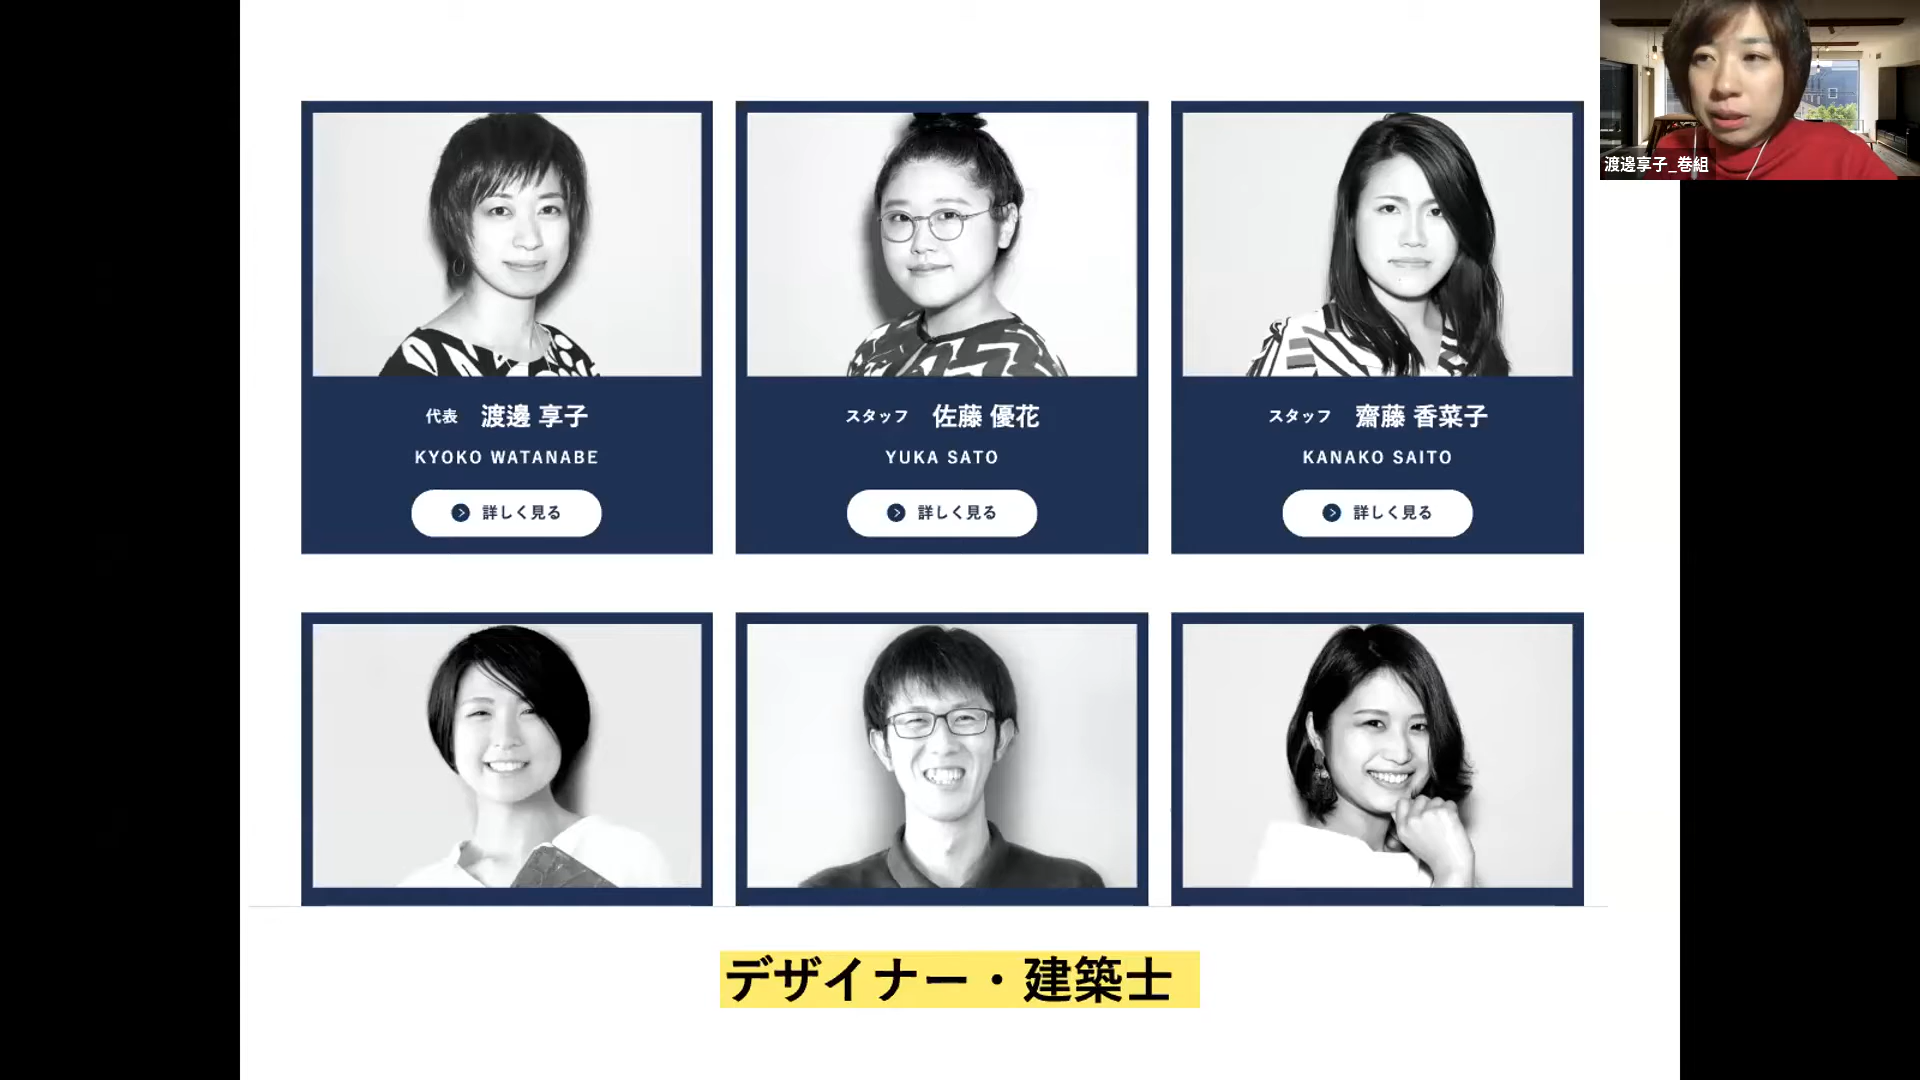 渡邊享子_巻組
代表 渡邊 享子
KYOKO WATANABE
詳しく見る
スタッフ 佐藤 優花
YUKA SATO
詳しく見る
スタッフ 齋藤 香菜子
KANAKO SAITO
詳しく見る
デザイナー・建築士